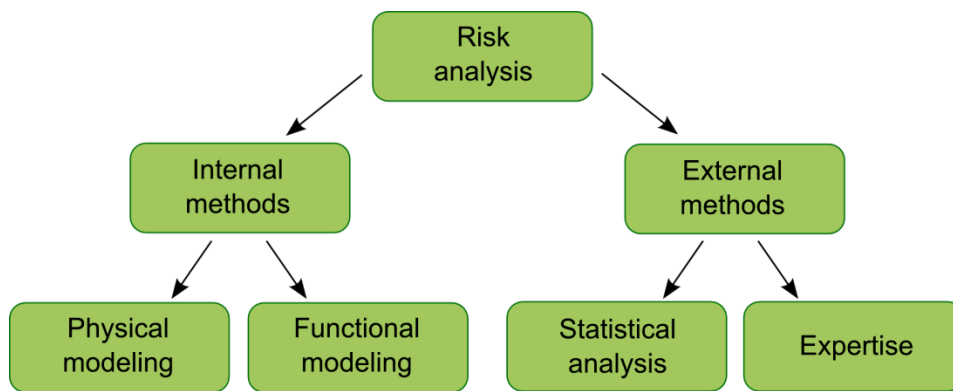 Risk
analysis
Internal
methods
External
methods
Physical
modeling
Functional
modeling
Statistical
analysis
Expertise